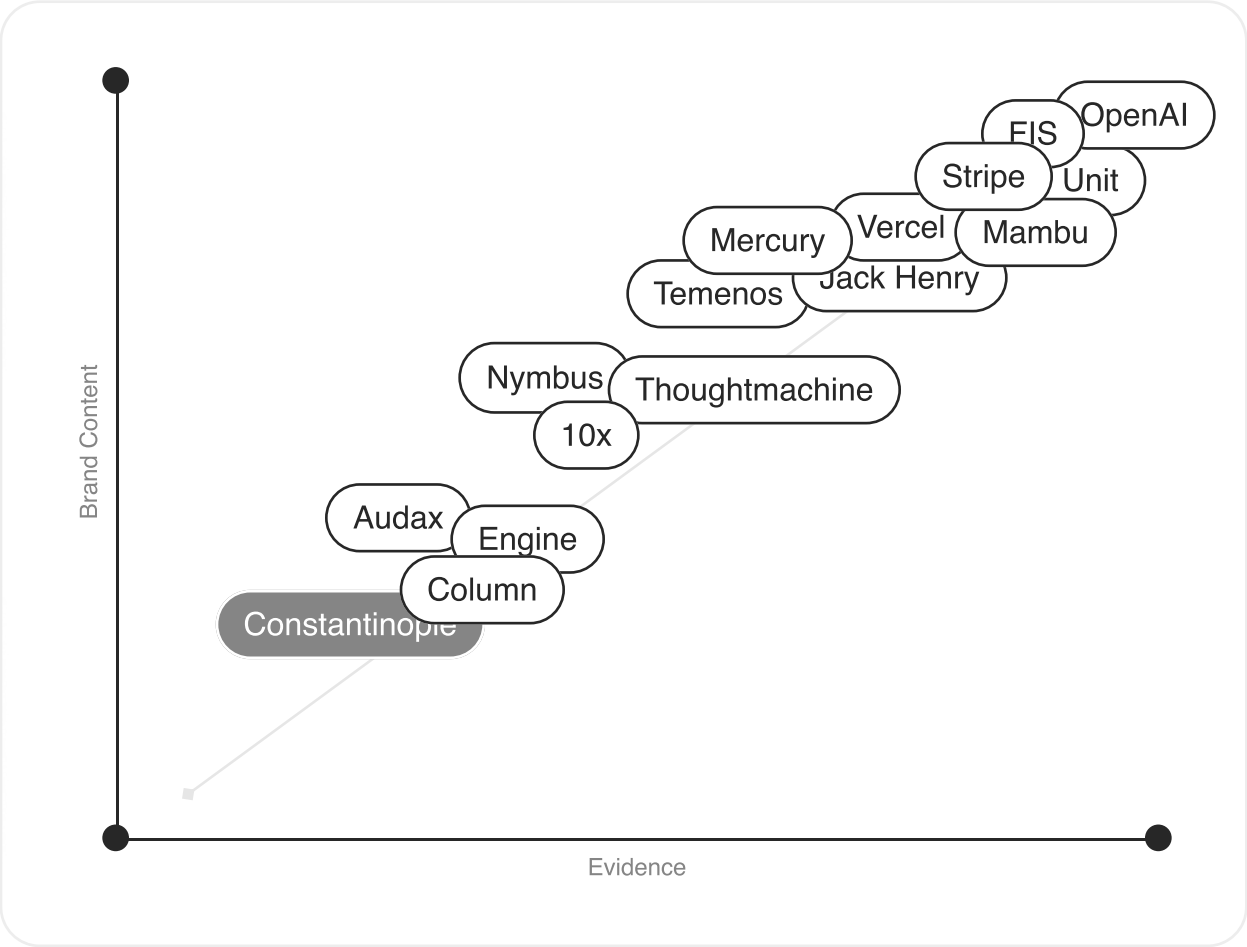 OpenAI
FIS
Stripe
Unit
Vercel
Mambu
Mercury
Jack Henry
Temenos
Nymbus
Thoughtmachine
10x
Audax
Engine
Column
Constantinople
Brand Content
Evidence